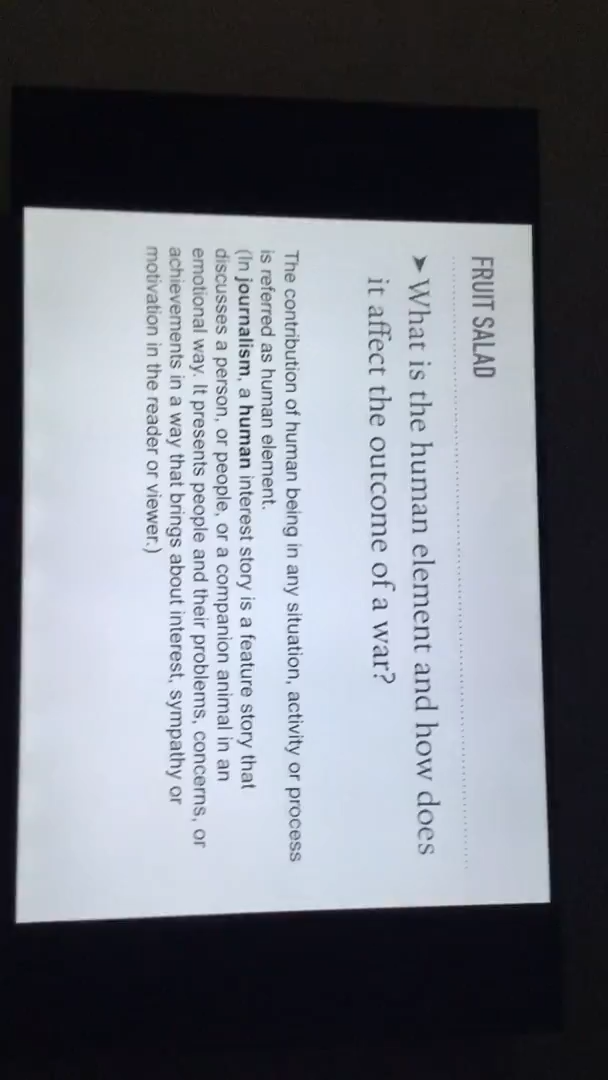 FRUIT SALAD
➤ What is the human element and how does
it affect the outcome of a war?
The contribution of human being in any situation, activity or process
is referred as human element.
(In journalism, a human interest story is a feature story that
discusses a person, or people, or a companion animal in an
emotional way. It presents people and their problems, concerns, or
achievements in a way that brings about interest, sympathy or
motivation in the reader or viewer.)